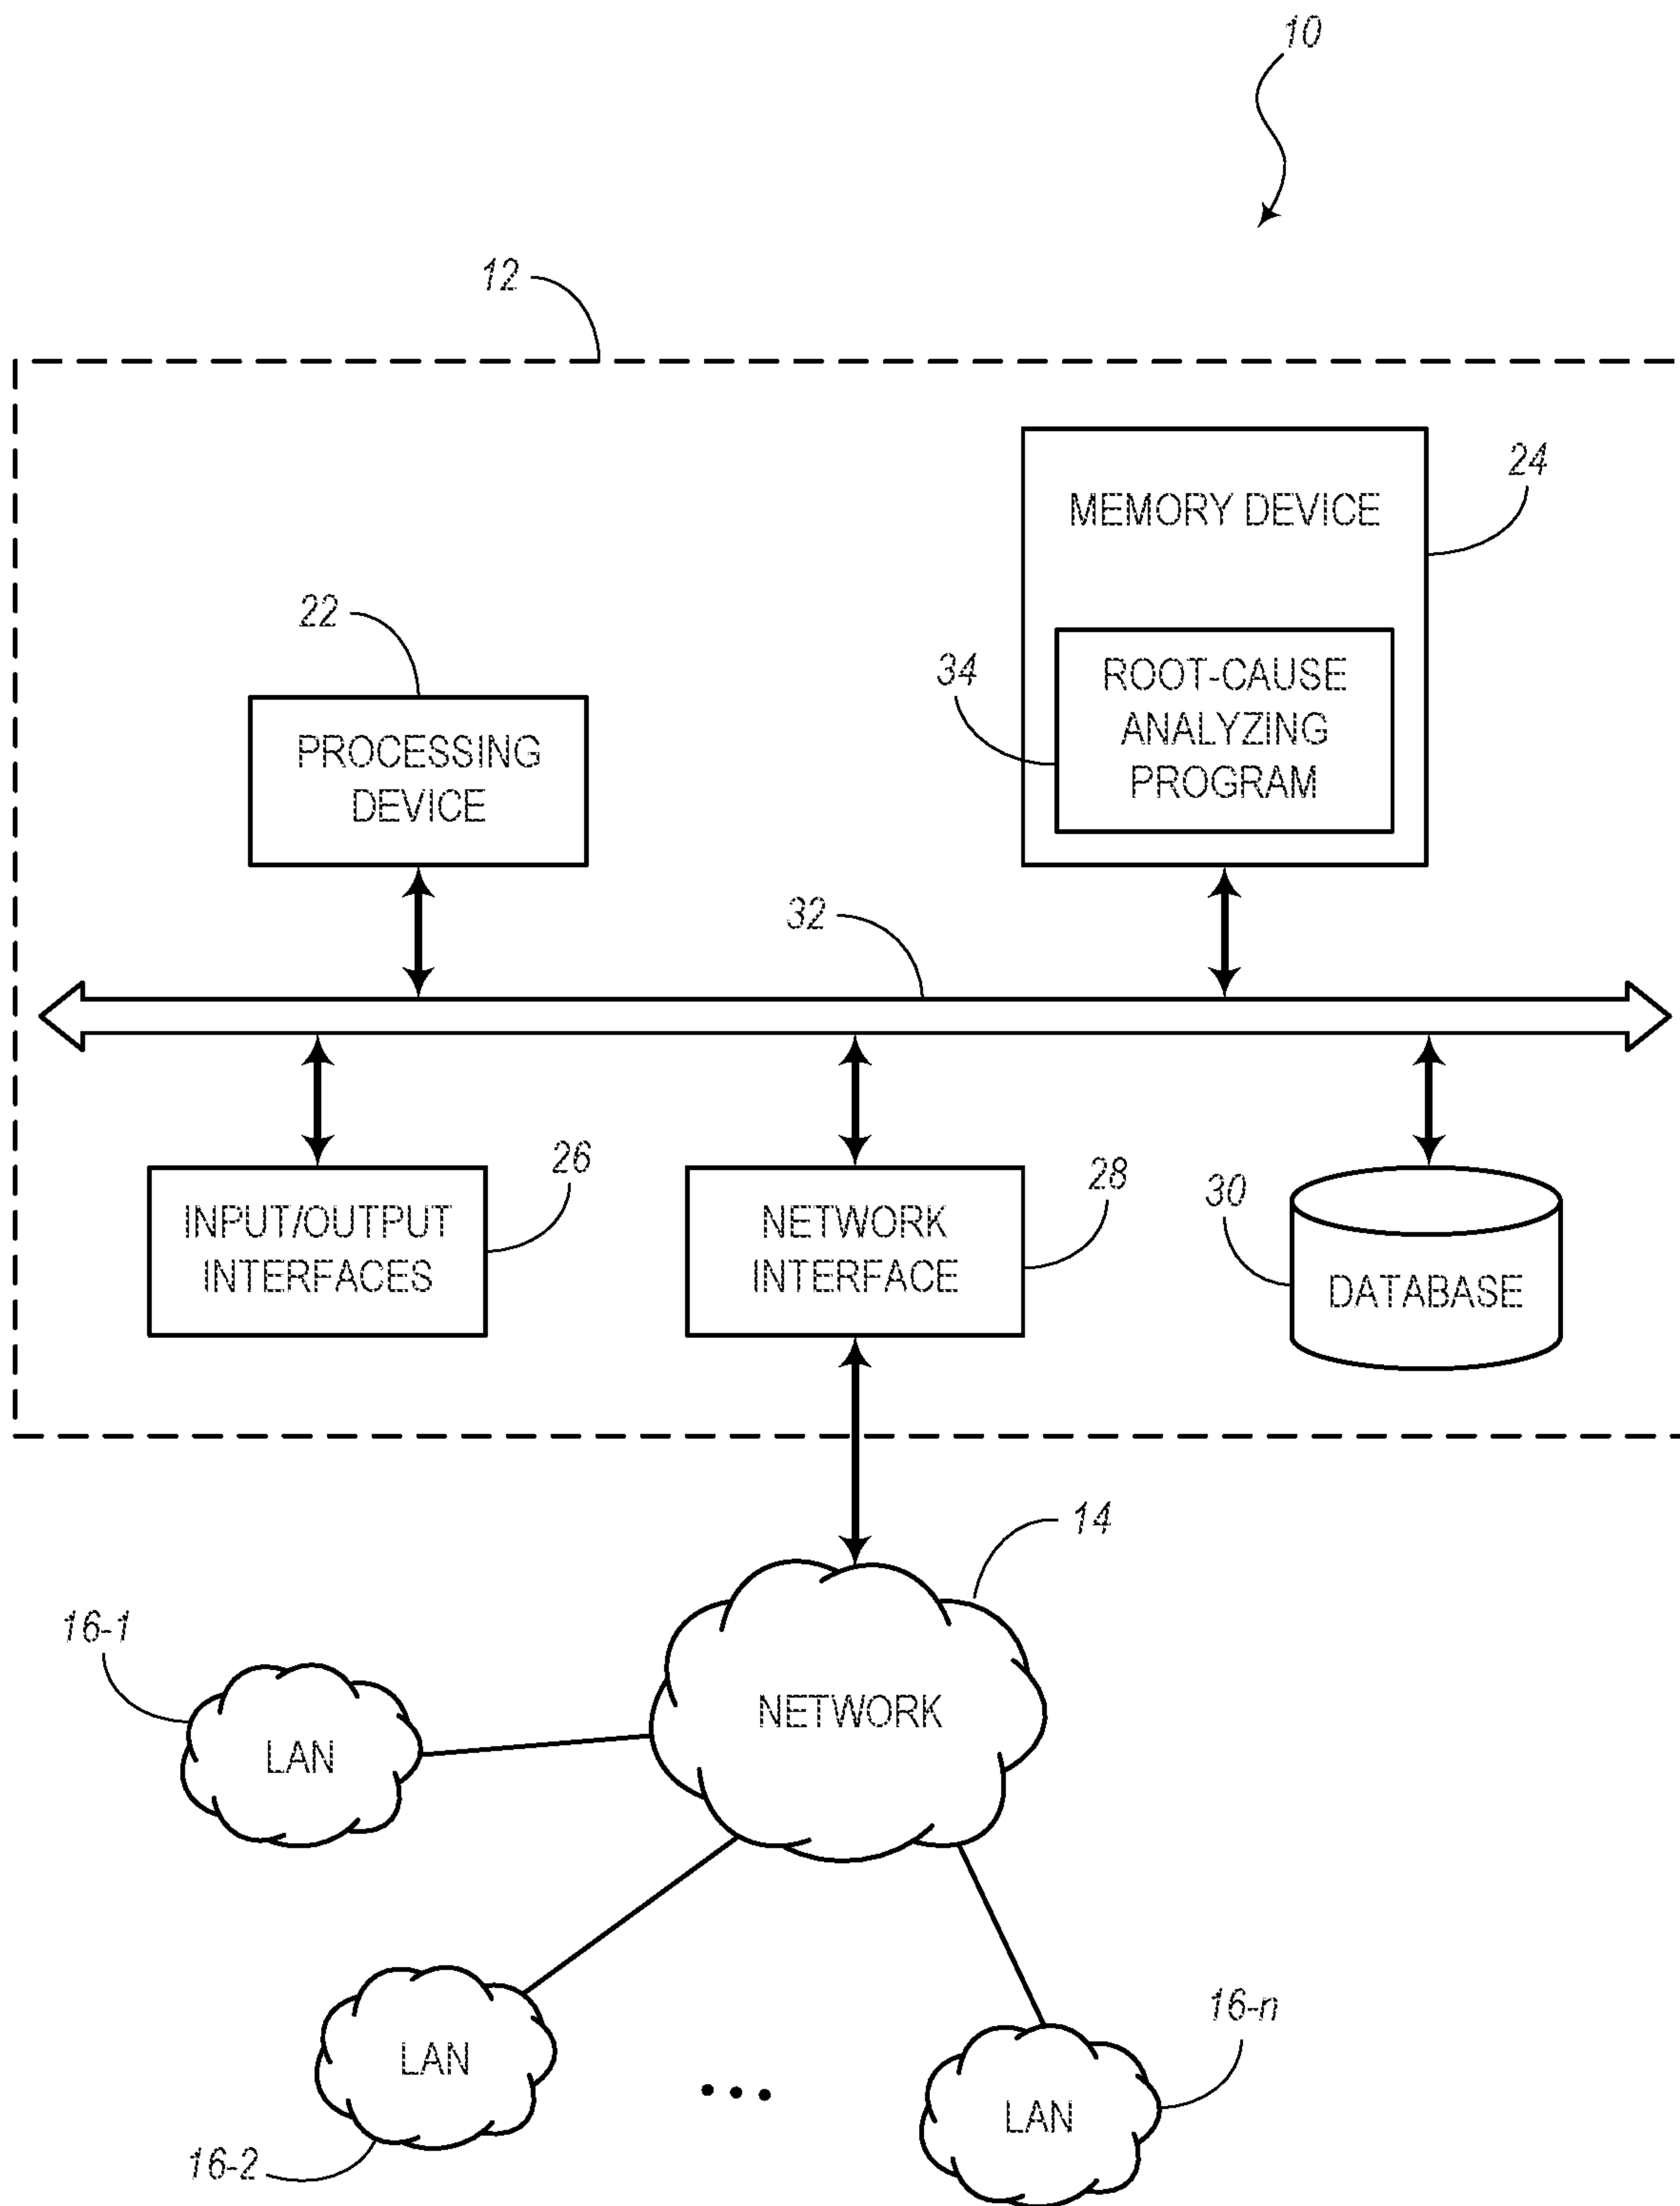 10
12
24
MEMORY DEVICE
22
34
ROOT-CAUSE
ANALYZING
PROGRAM
PROCESSING
DEVICE
32
26
28
30
INPUT/OUTPUT
INTERFACES
NETWORK
INTERFACE
DATABASE
14
16-1
NETWORK
LAN
16-n
LAN
LAN
16-2